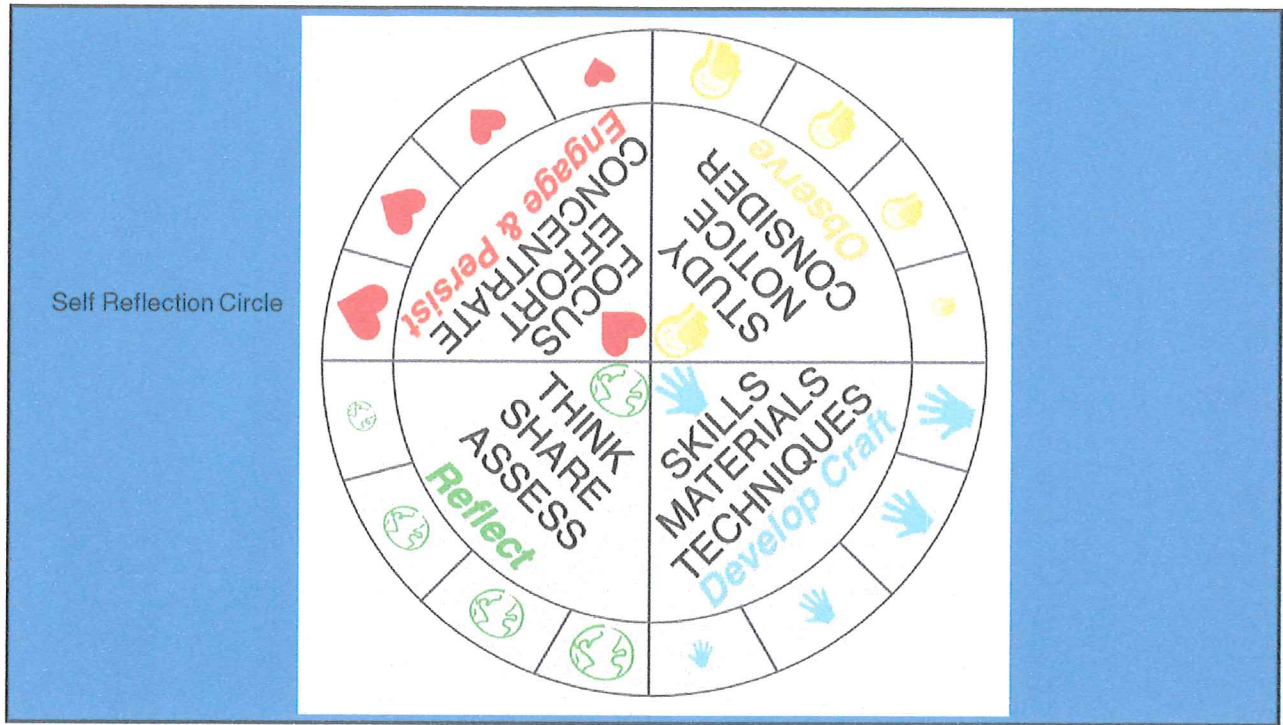 Self Reflection Circle
Engage & Persist
CONCENTRATE
EFFORT
FOCUS
Observe
CONSIDER
NOTICE
STUDY
THINK
SHARE
ASSESS
Reflect
SKILLS
MATERIALS
TECHNIQUES
Develop Craft